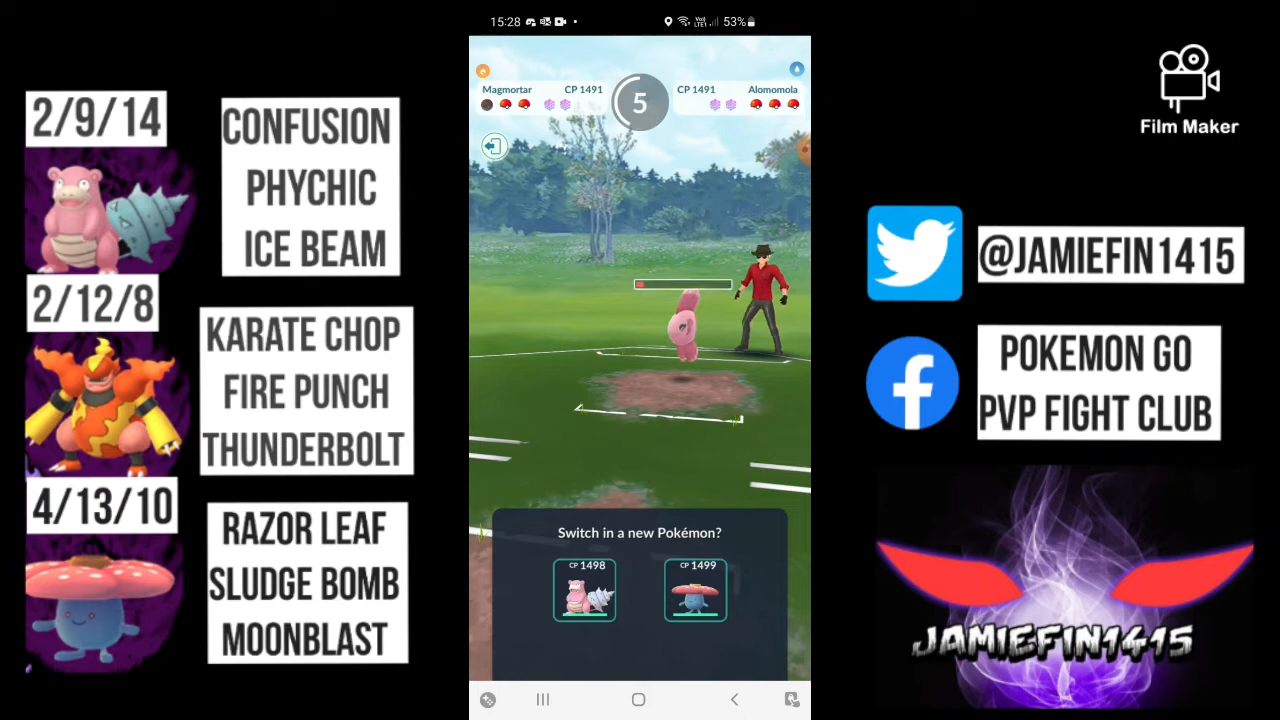 15:28
Vo)
LTE1
53%
2/9/14
CONFUSION
PHYCHIC
ICE BEAM
2/12/8
KARATE CHOP
FIRE PUNCH
THUNDERBOLT
4/13/10
RAZOR LEAF
SLUDGE BOMB
MOONBLAST
Magmortar CP 1491
5
CP 1491 Alomomola
Switch in a new Pokémon?
CP 1498
CP 1499
Film Maker
@JAMIEFIN1415
POKEMON GO
PVP FIGHT CLUB
JAMIEFIN1415